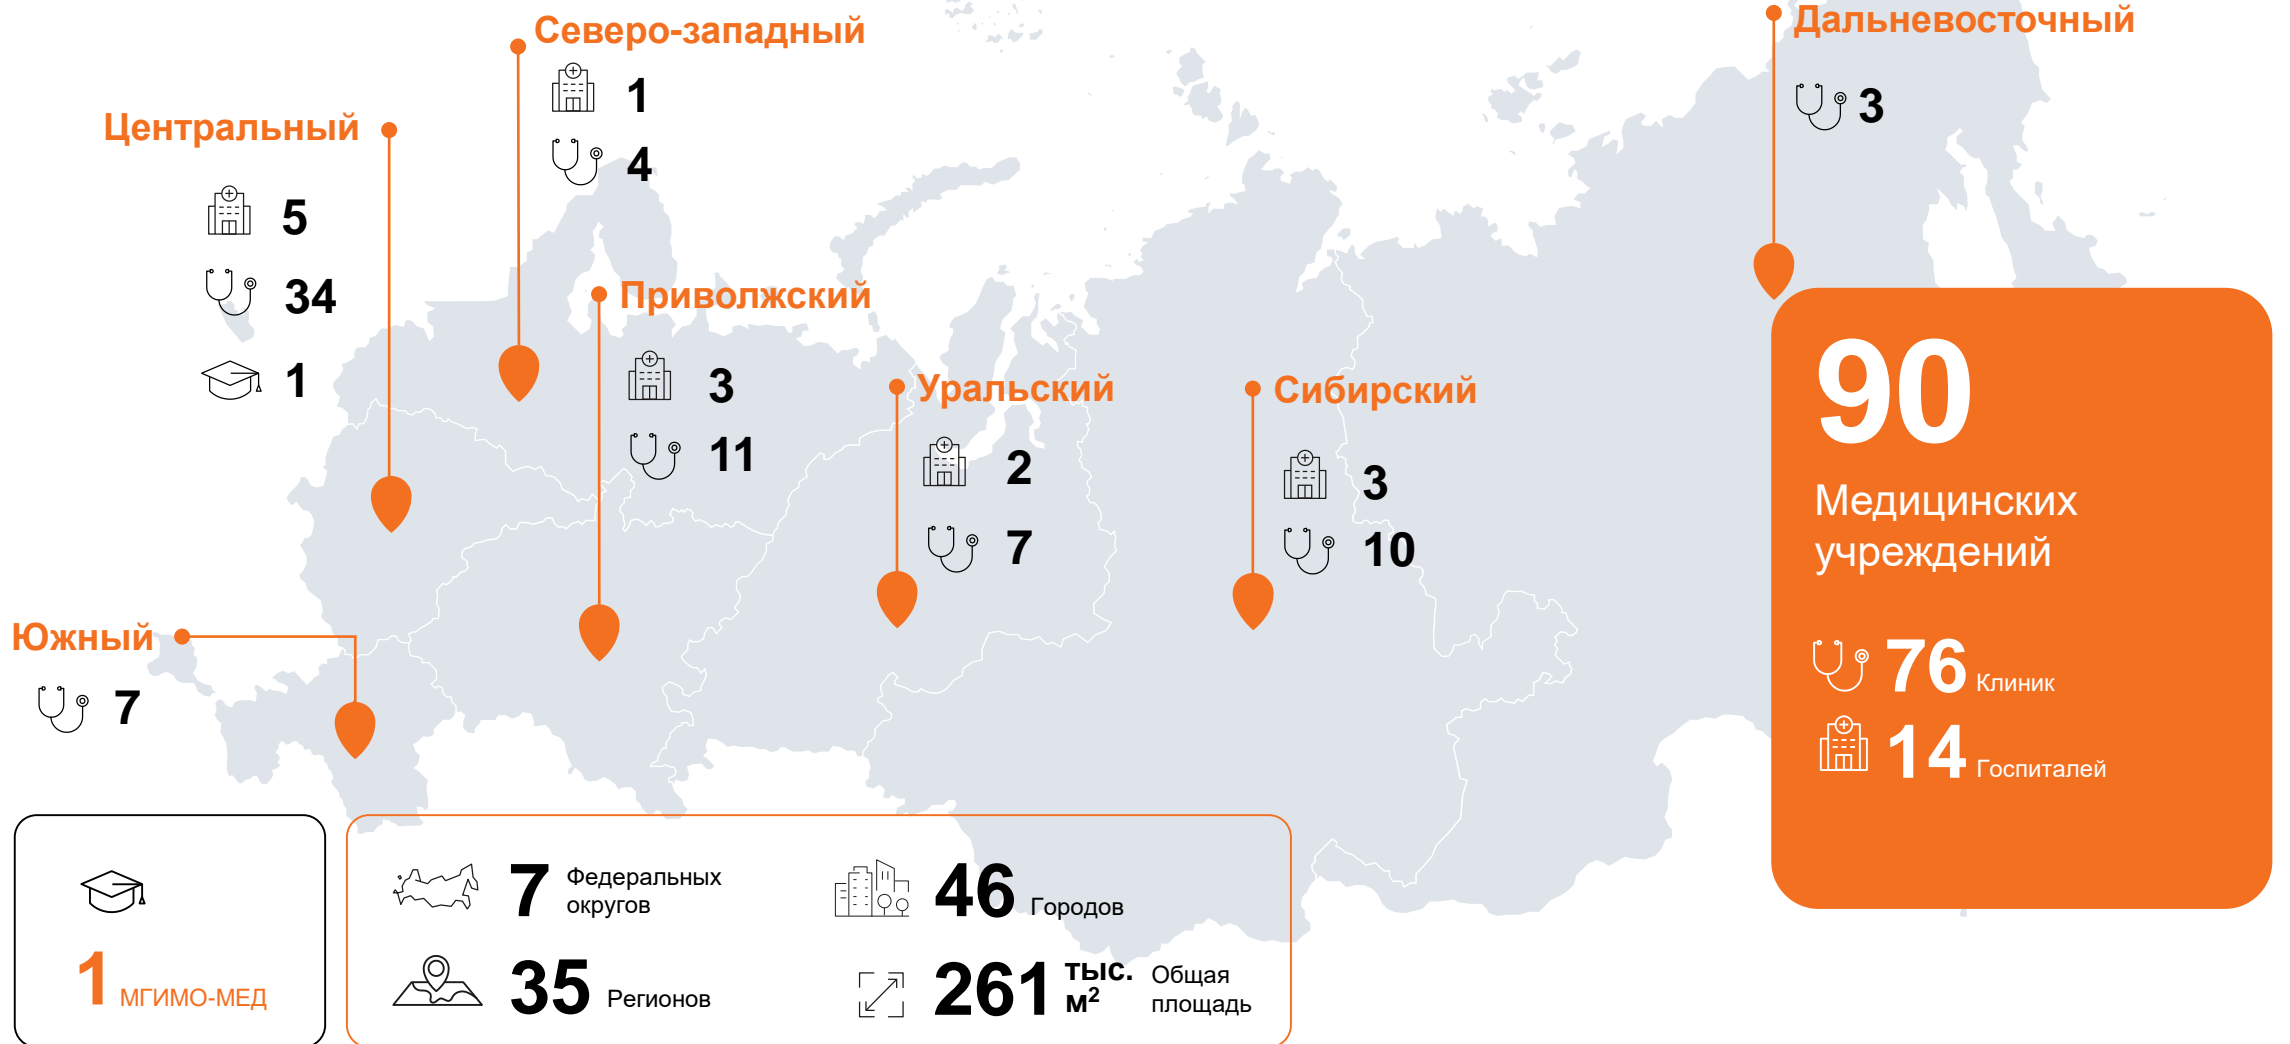 Северо-западный
1
4
Дальневосточный
3
Центральный
5
34
1
Приволжский
3
11
Уральский
2
7
Сибирский
3
10
Южный
7
90
Медицинских
учреждений
76 Клиник
14 Госпиталей
1 МГИМО-МЕД
7 Федеральных
округов
46 Городов
35 Регионов
261 тыс.
м² Общая
площадь